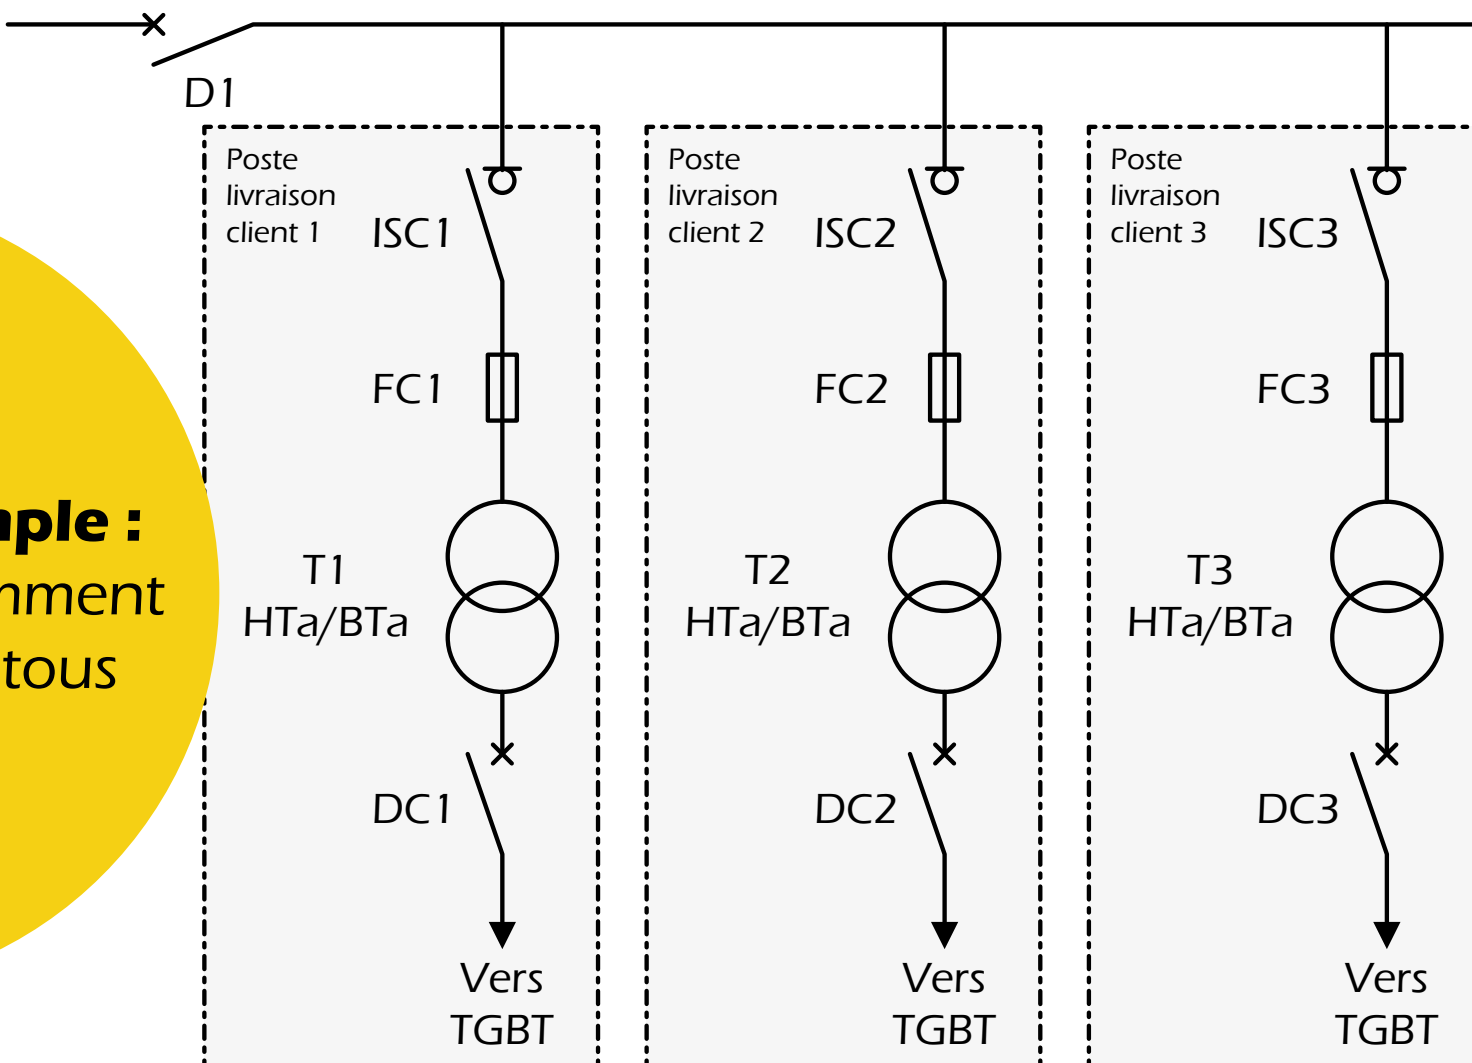 D1
Poste
livraison
client 1
ISC1
FC1
T1
HTa/BTa
DC1
Vers
TGBT
Poste
livraison
client 2
ISC2
FC2
T2
HTa/BTa
DC2
Vers
TGBT
Poste
livraison
client 3
ISC3
FC3
T3
HTa/BTa
DC3
Vers
TGBT
:
tous